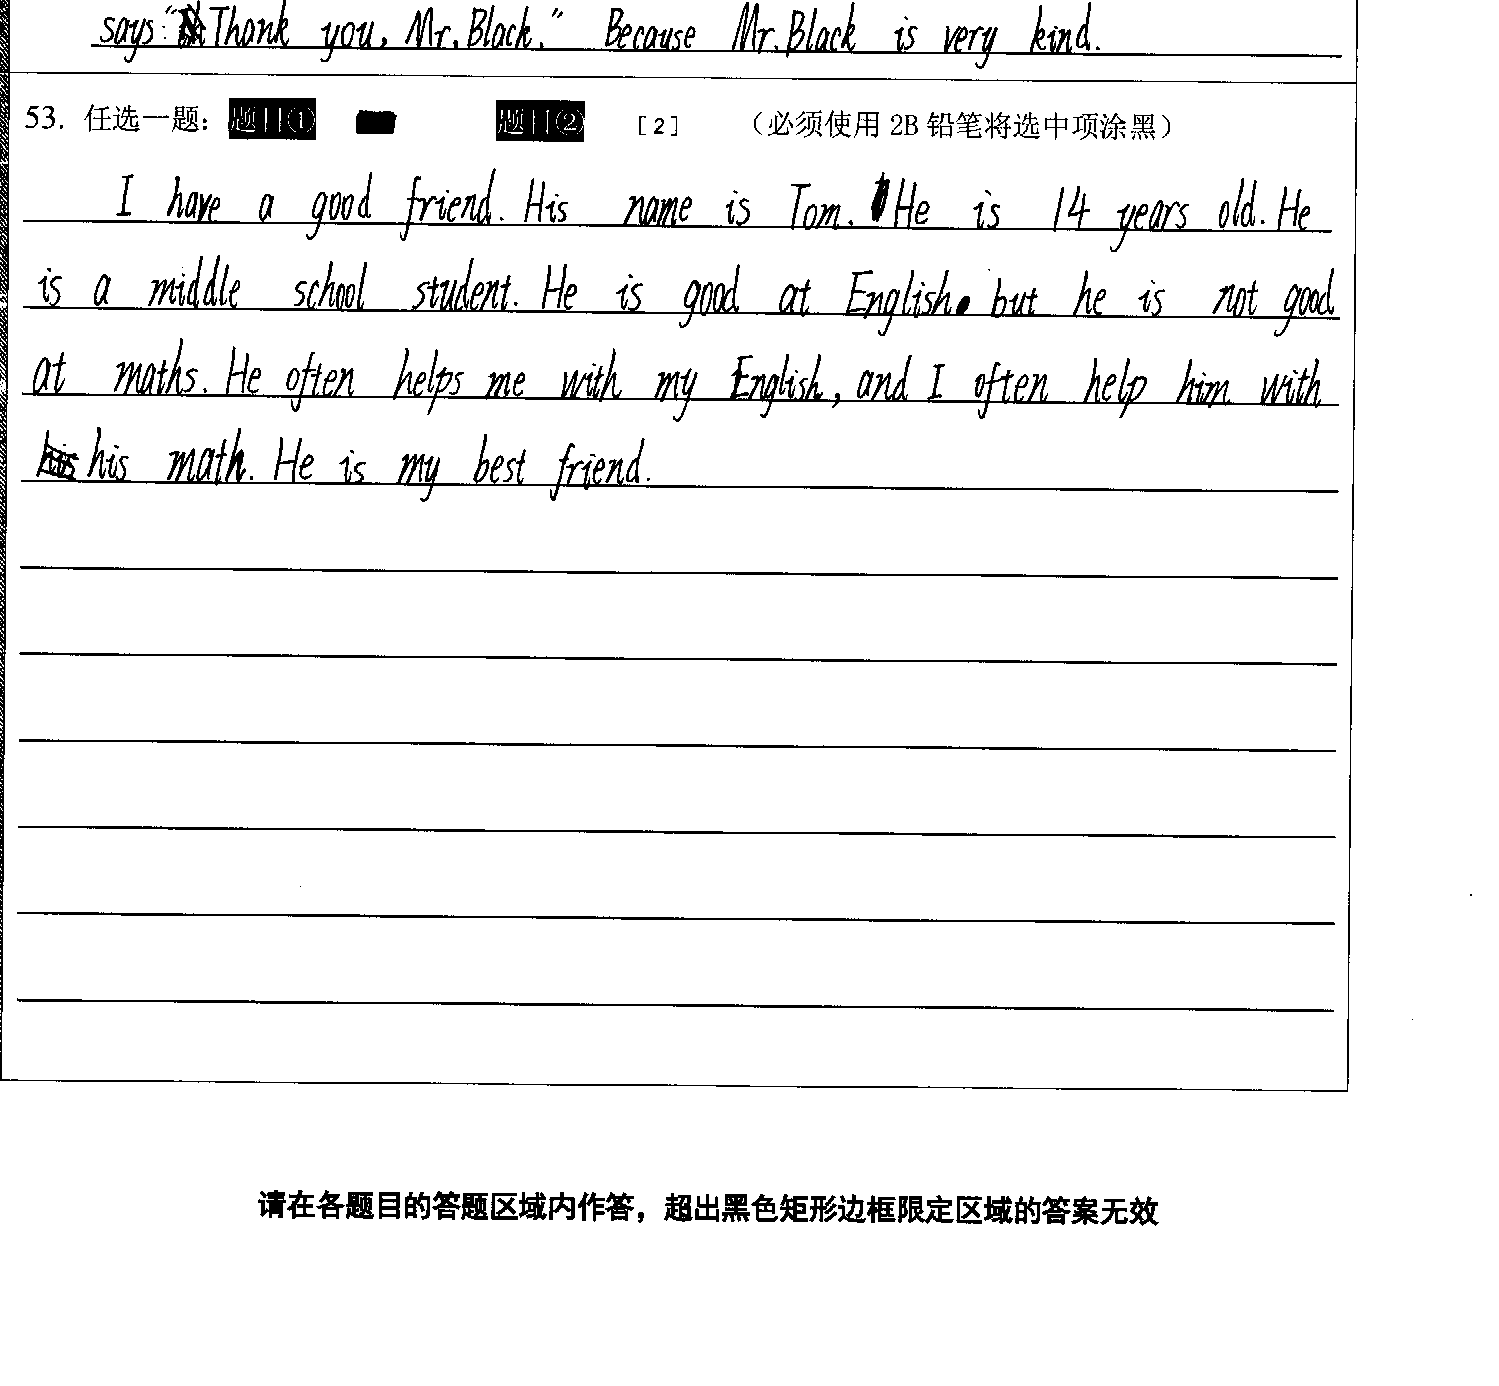 says:"Thank you, Mr. Black." Because Mr. Black is very kind.
53. 任选一题: 题目① 题目② [2] （必须使用 2B 铅笔将选中项涂黑）
I have a good friend. His name is Tom. He is 14 years old. He
is a middle school student. He is good at English. but he is not good
at maths. He often helps me with my English, and I often help him with
his his math. He is my best friend.
请在各题目的答题区域内作答，超出黑色矩形边框限定区域的答案无效